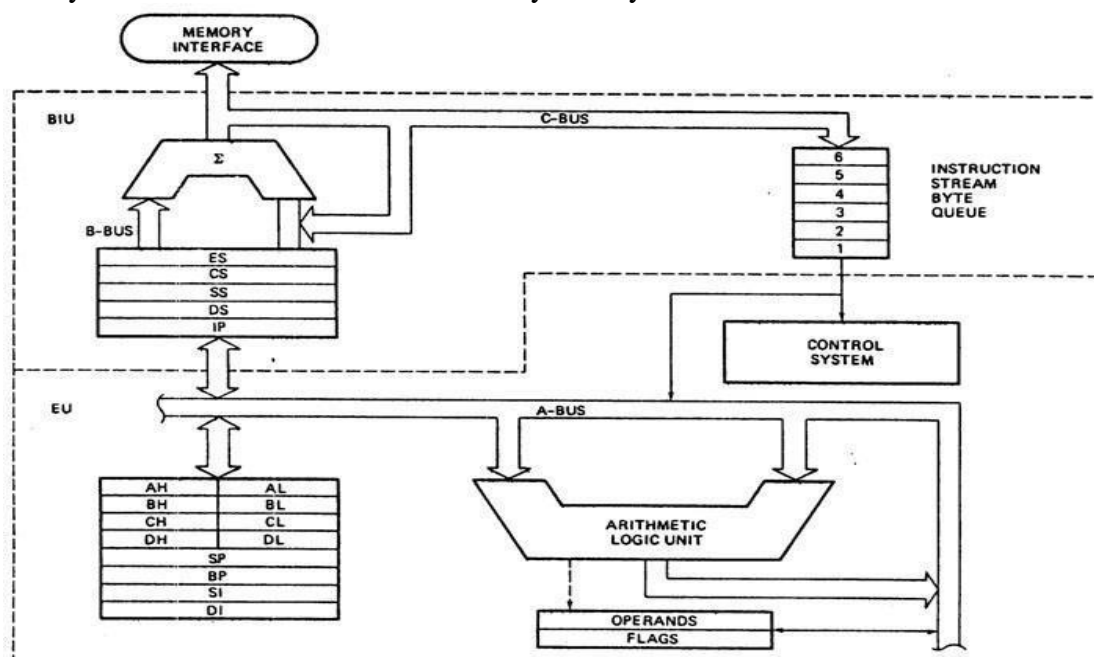 MEMORY
INTERFACE
BIU
C-BUS
Σ
6
5
4
3
2
1
INSTRUCTION
STREAM
BYTE
QUEUE
B-BUS
ES
CS
SS
DS
IP
CONTROL
SYSTEM
EU
A-BUS
AH AL
BH BL
CH CL
DH DL
SP
BP
SI
DI
ARITHMETIC
LOGIC UNIT
OPERANDS
FLAGS